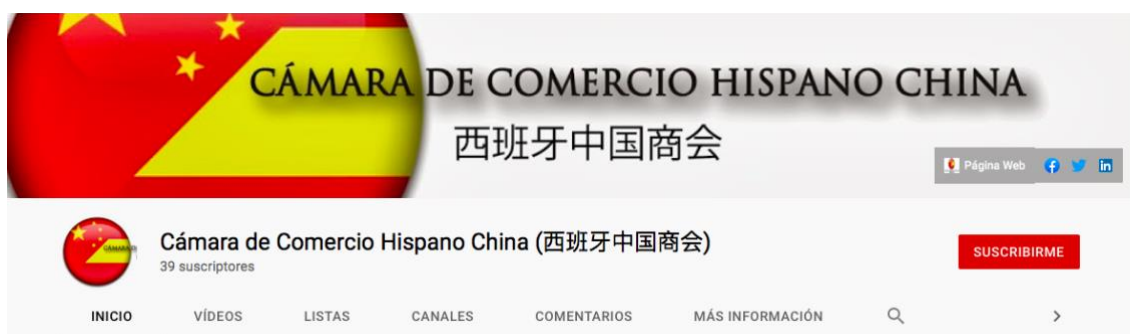 CÁMARA DE COMERCIO HISPANO CHINA
西班牙中国商会
Página Web
Cámara de Comercio Hispano China (西班牙中国商会)
39 suscriptores
SUSCRIBIRME
INICIO VÍDEOS LISTAS CANALES COMENTARIOS MÁS INFORMACIÓN